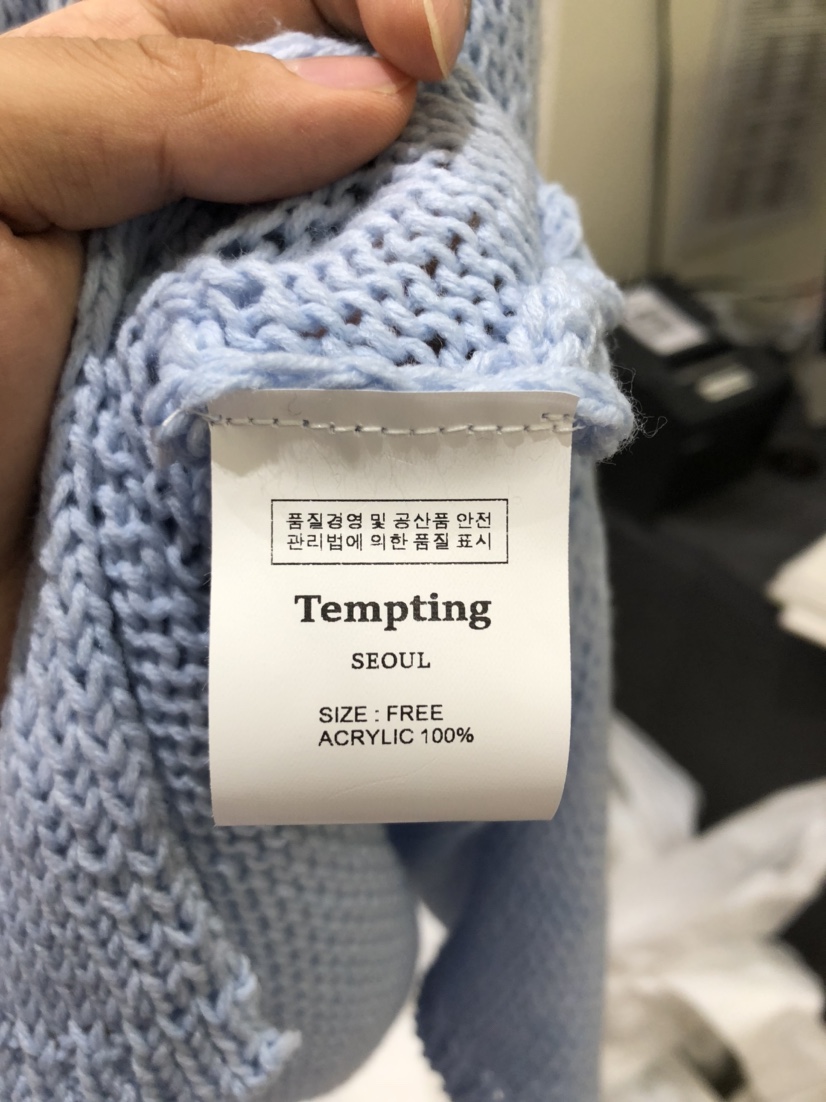 품질경영 및 공산품 안전
관리법에 의한 품질 표시
Tempting
SEOUL
SIZE : FREE
ACRYLIC 100%